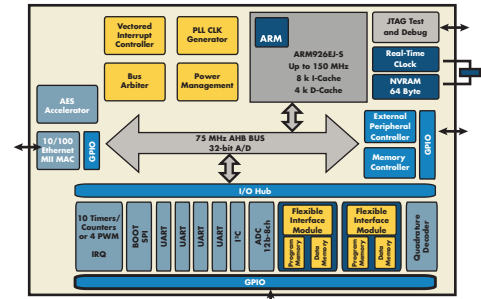 Vectored
Interrupt
Controller
PLL CLK
Generator
ARM
ARM926EJ-S
Up to 150 MHz
8 k I-Cache
4 k D-Cache
JTAG Test
and Debug
Real-Time
CLock
NVRAM
64 Byte
Bus
Arbiter
Power
Management
AES
Accelerator
10/100
Ethernet
MII MAC
GPIO
75 MHz AHB BUS
32-bit A/D
External
Peripheral
Controller
Memory
Controller
GPIO
I/O Hub
10 Timers/
Counters
or 4 PWM
IRQ
BOOT
SPI
UART
UART
UART
UART
I²C
ADC
12b-8ch
Flexible
Interface
Module
Program
Memory
Data
Memory
Flexible
Interface
Module
Program
Memory
Data
Memory
Quadrature
Decoder
GPIO